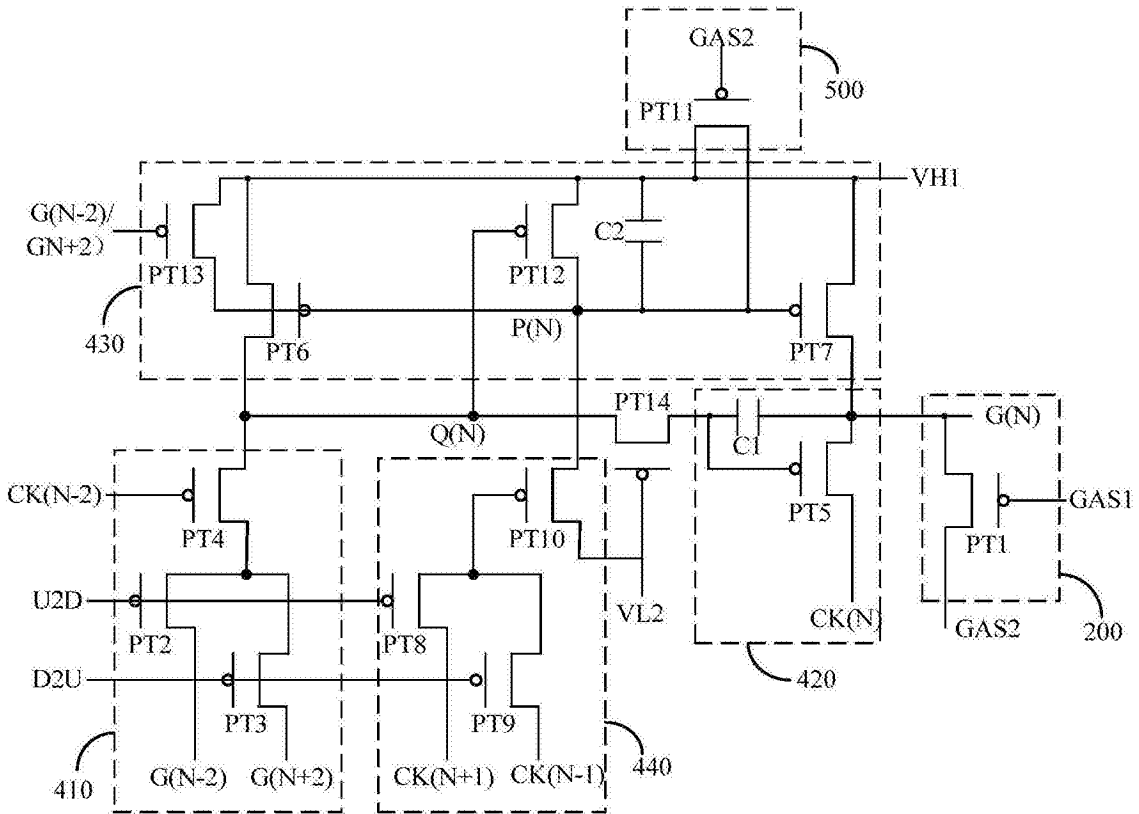 GAS2
500
PT11
VH1
G(N-2)/
GN+2）
C2
PT13
PT12
430
P(N)
PT6
PT7
PT14
Q(N)
C1
G(N)
CK(N-2)
GAS1
PT4
PT10
PT5
PT1
U2D
VL2
CK(N)
GAS2
200
PT2
PT8
D2U
420
PT3
PT9
410
G(N-2)
G(N+2)
CK(N+1)
CK(N-1)
440